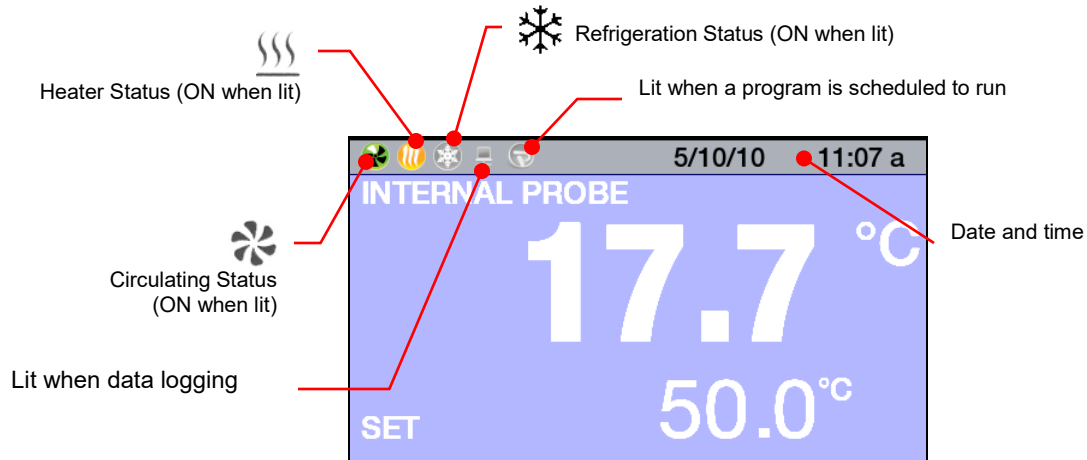 Refrigeration Status (ON when lit)
Heater Status (ON when lit)
Lit when a program is scheduled to run
5/10/10 11:07 a
INTERNAL PROBE
17.7 °C
Date and time
Circulating Status
(ON when lit)
Lit when data logging
SET 50.0°C